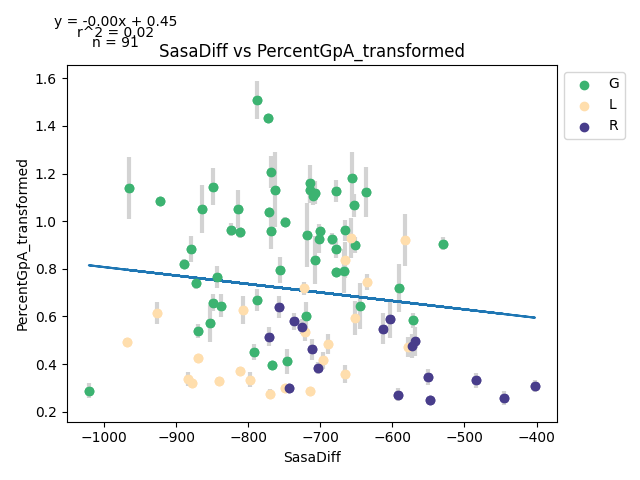 y = -0.00x + 0.45
r^2 = 0.02
n = 91
SasaDiff vs PercentGpA_transformed
G
L
R
PercentGpA_transformed
1.6
1.4
1.2
1.0
0.8
0.6
0.4
0.2
−1000 −900 −800 −700 −600 −500 −400
SasaDiff